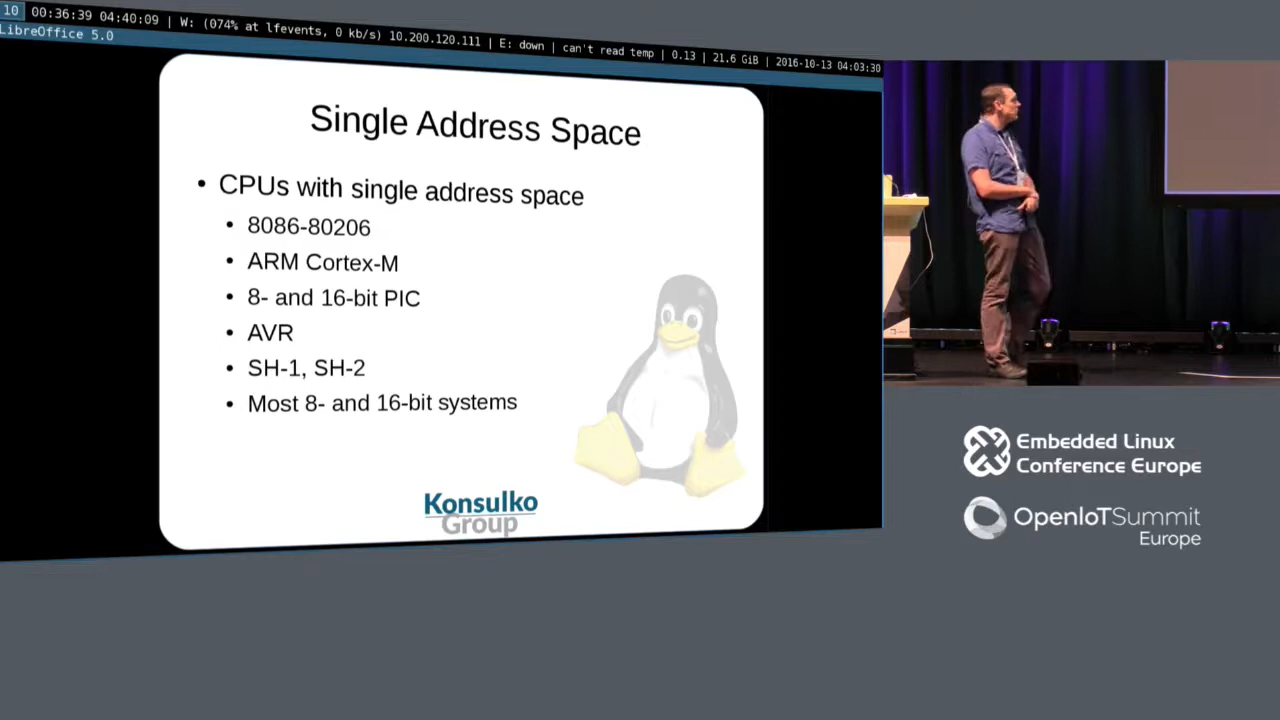 10 00:36:39 04:40:09 | W: (074% at lfevents, 0 kb/s) 10.200.120.111 | E: down | can't read temp | 0.13 | 21.6 GiB | 2016-10-13 04:03:30
LibreOffice 5.0
Single Address Space
• CPUs with single address space
• 8086-80206
• ARM Cortex-M
• 8- and 16-bit PIC
• AVR
• SH-1, SH-2
• Most 8- and 16-bit systems
Konsulko
Group
Embedded Linux
Conference Europe
OpenIoTSummit
Europe